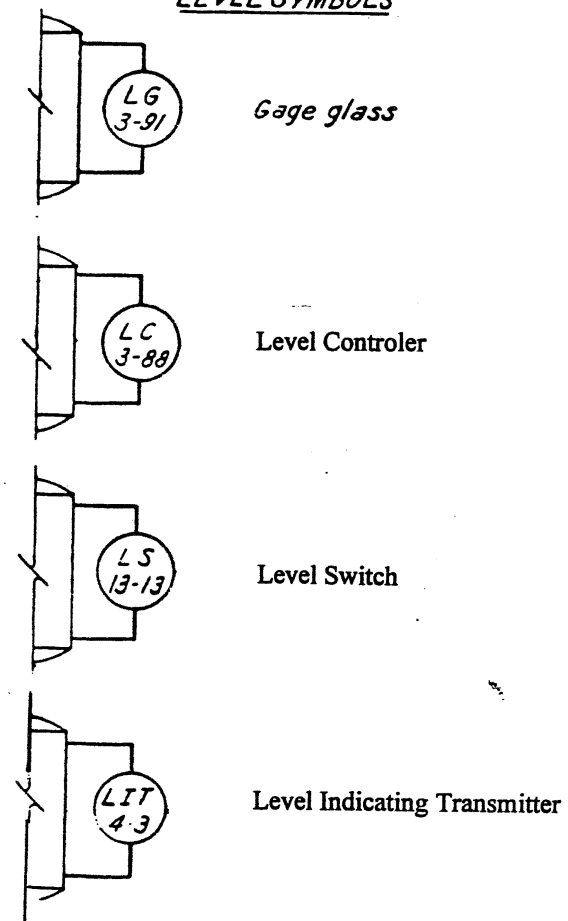 LEVEL SYMBOLS
LG
3-91
Gage glass
LC
3-88
Level Controler
LS
13-13
Level Switch
LIT
4-3
Level Indicating Transmitter